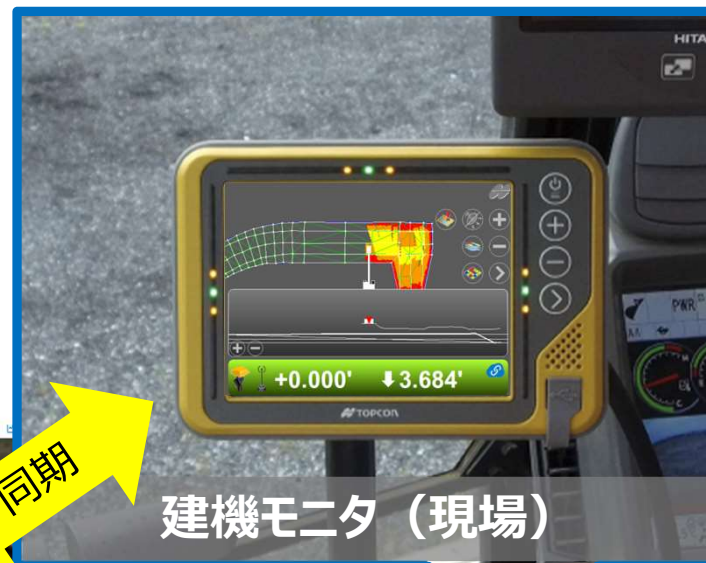 HITA
PWR
+0.000' ⬇3.684'
TOPCON
同期
建機モニタ（現場）